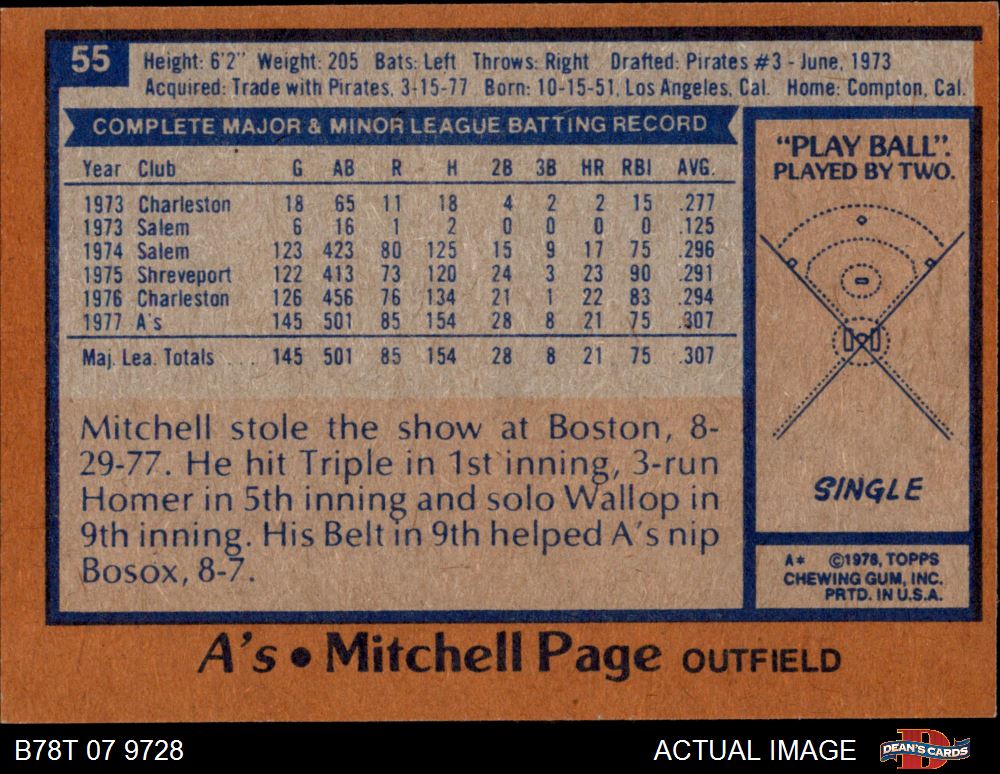 55
Height: 6'2" Weight: 205 Bats: Left Throws: Right Drafted: Pirates #3 - June, 1973
Acquired: Trade with Pirates, 3-15-77 Born: 10-15-51, Los Angeles, Cal. Home: Compton, Cal.
COMPLETE MAJOR & MINOR LEAGUE BATTING RECORD
Year Club G AB R H 2B 3B HR RBI AVG.
1973 Charleston 18 65 11 18 4 2 2 15 .277
1973 Salem 6 16 1 2 0 0 0 0 .125
1974 Salem 123 423 80 125 15 9 17 75 .296
1975 Shreveport 122 413 73 120 24 3 23 90 .291
1976 Charleston 126 456 76 134 21 1 22 83 .294
1977 A's 145 501 85 154 28 8 21 75 .307
Maj. Lea. Totals . . . 145 501 85 154 28 8 21 75 .307
Mitchell stole the show at Boston, 8-
29-77. He hit Triple in 1st inning, 3-run
Homer in 5th inning and solo Wallop in
9th inning. His Belt in 9th helped A's nip
Bosox, 8-7.
"PLAY BALL".
PLAYED BY TWO.
SINGLE
A* ©1978, TOPPS
CHEWING GUM, INC.
PRTD. IN U.S.A.
A's • Mitchell Page OUTFIELD
B78T 07 9728
ACTUAL IMAGE
DEAN'S CARDS